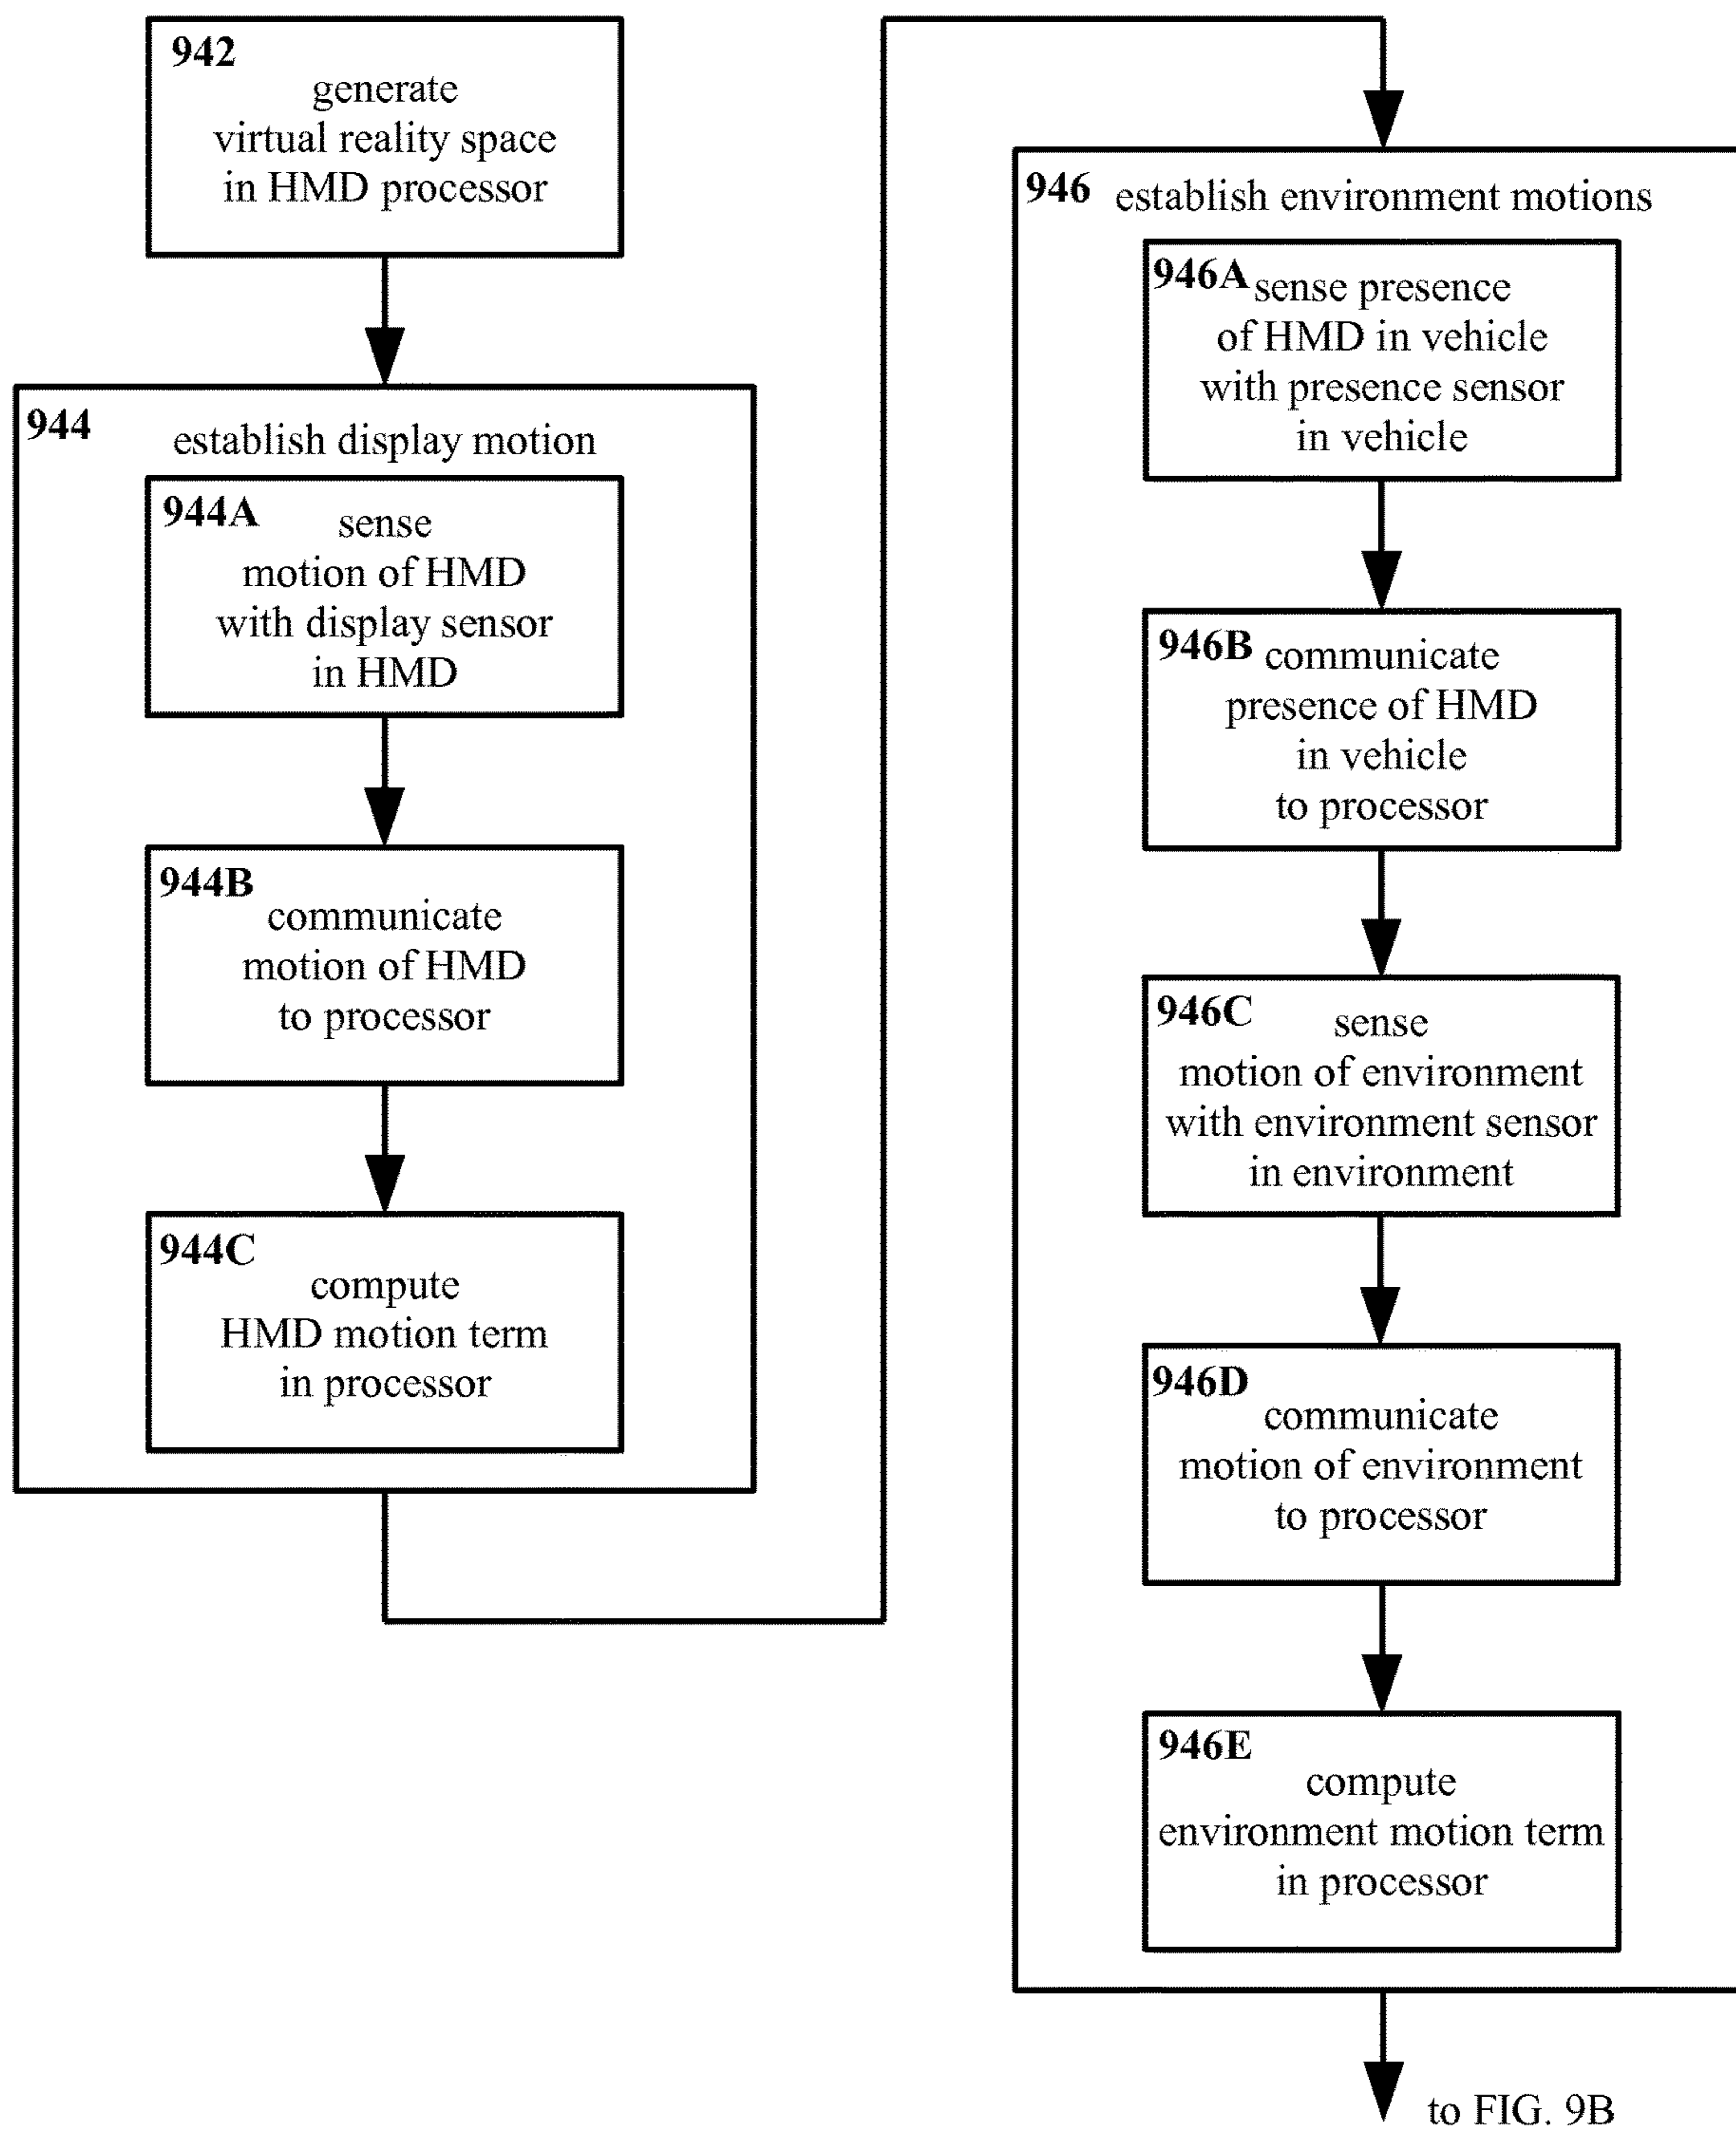 942
generate
virtual reality space
in HMD processor
944
establish display motion
944A
sense
motion of HMD
with display sensor
in HMD
944B
communicate
motion of HMD
to processor
944C
compute
HMD motion term
in processor
946 establish environment motions
946A sense presence
of HMD in vehicle
with presence sensor
in vehicle
946B communicate
presence of HMD
in vehicle
to processor
946C sense
motion of environment
with environment sensor
in environment
946D
communicate
motion of environment
to processor
946E
compute
environment motion term
in processor
to FIG. 9B